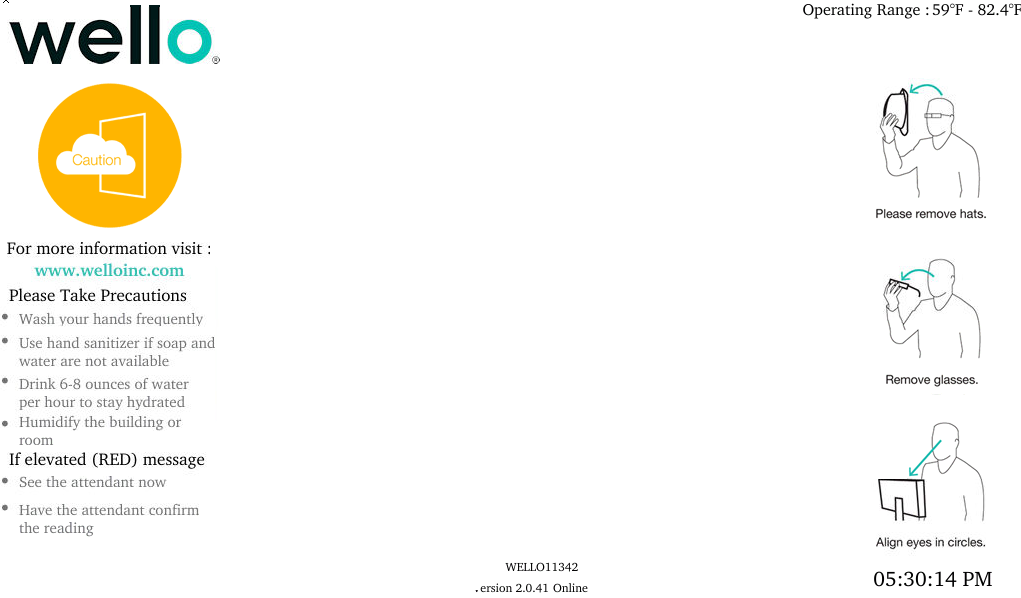 wello®
Caution
For more information visit :
www.welloinc.com
Please Take Precautions
• Wash your hands frequently
• Use hand sanitizer if soap and
water are not available
• Drink 6-8 ounces of water
per hour to stay hydrated
• Humidify the building or
room
If elevated (RED) message
• See the attendant now
• Have the attendant confirm
the reading
Operating Range : 59°F - 82.4°F
Please remove hats.
Remove glasses.
Align eyes in circles.
WELLO11342
ersion 2.0.41 Online
05:30:14 PM